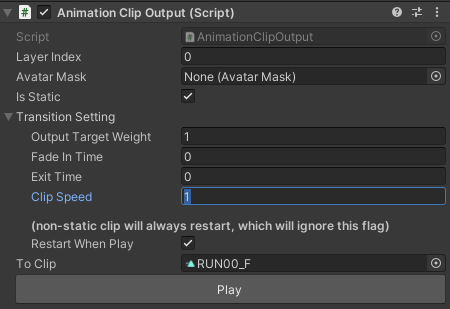 Animation Clip Output (Script)
Script AnimationClipOutput
Layer Index 0
Avatar Mask None (Avatar Mask)
Is Static
Transition Setting
Output Target Weight 1
Fade In Time 0
Exit Time 0
Clip Speed 1
(non-static clip will always restart, which will ignore this flag)
Restart When Play
To Clip RUN00_F
Play